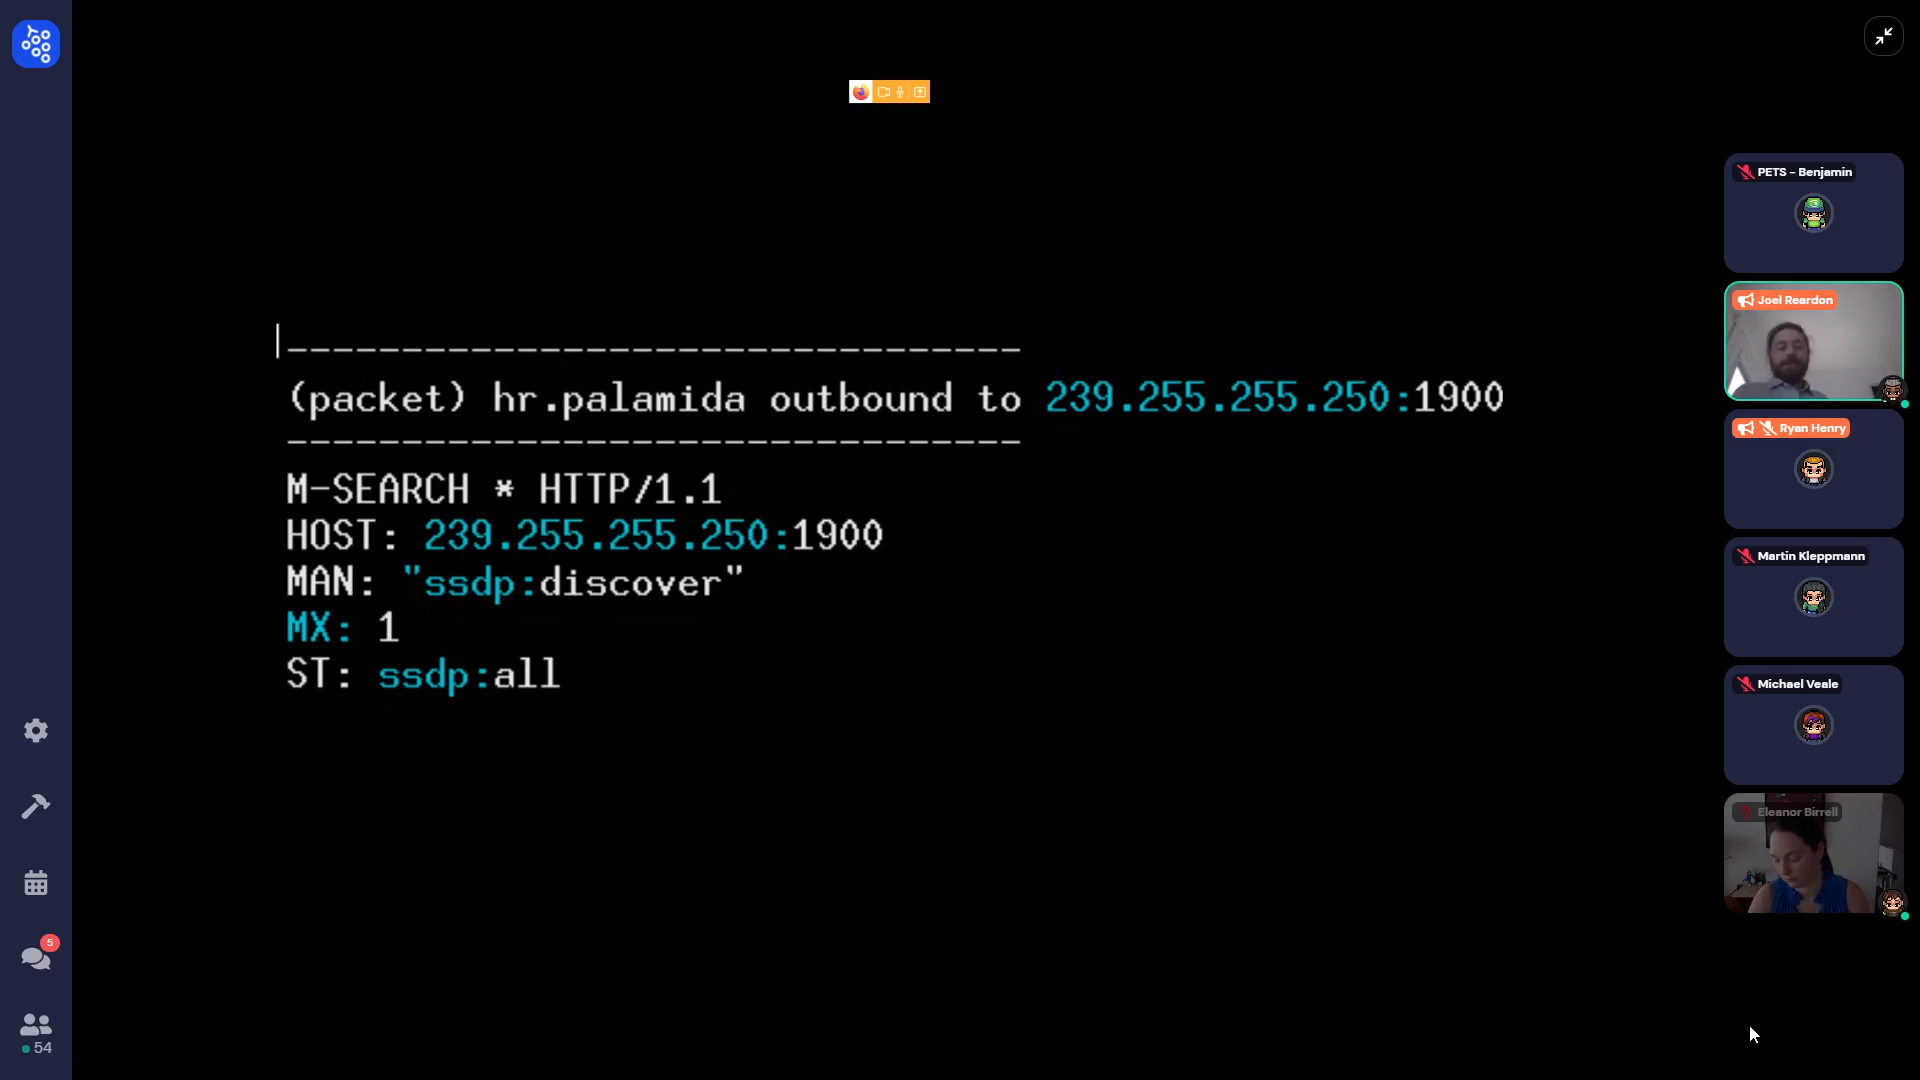 --------------------------------
(packet) hr.palamida outbound to 239.255.255.250:1900
--------------------------------
M-SEARCH * HTTP/1.1
HOST: 239.255.255.250:1900
MAN: "ssdp:discover"
MX: 1
ST: ssdp:all
PETS - Benjamin
Joel Reardon
Ryan Henry
Martin Kleppmann
Michael Veale
Eleanor Birrell
5
54